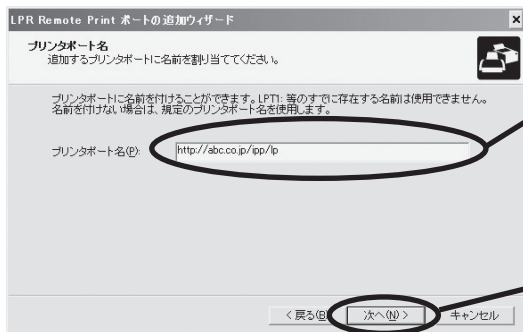 LPR Remote Print ポートの追加ウィザード
プリンタポート名
追加するプリンタポートに名前を割り当ててください。
プリンタポートに名前を付けることができます。LPT1: 等のすでに存在する名前は使用できません。
名前を付けない場合は、規定のプリンタポート名を使用します。
プリンタポート名(P):
http://abc.co.jp/ipp/lp
< 戻る(B)
次へ(N) >
キャンセル